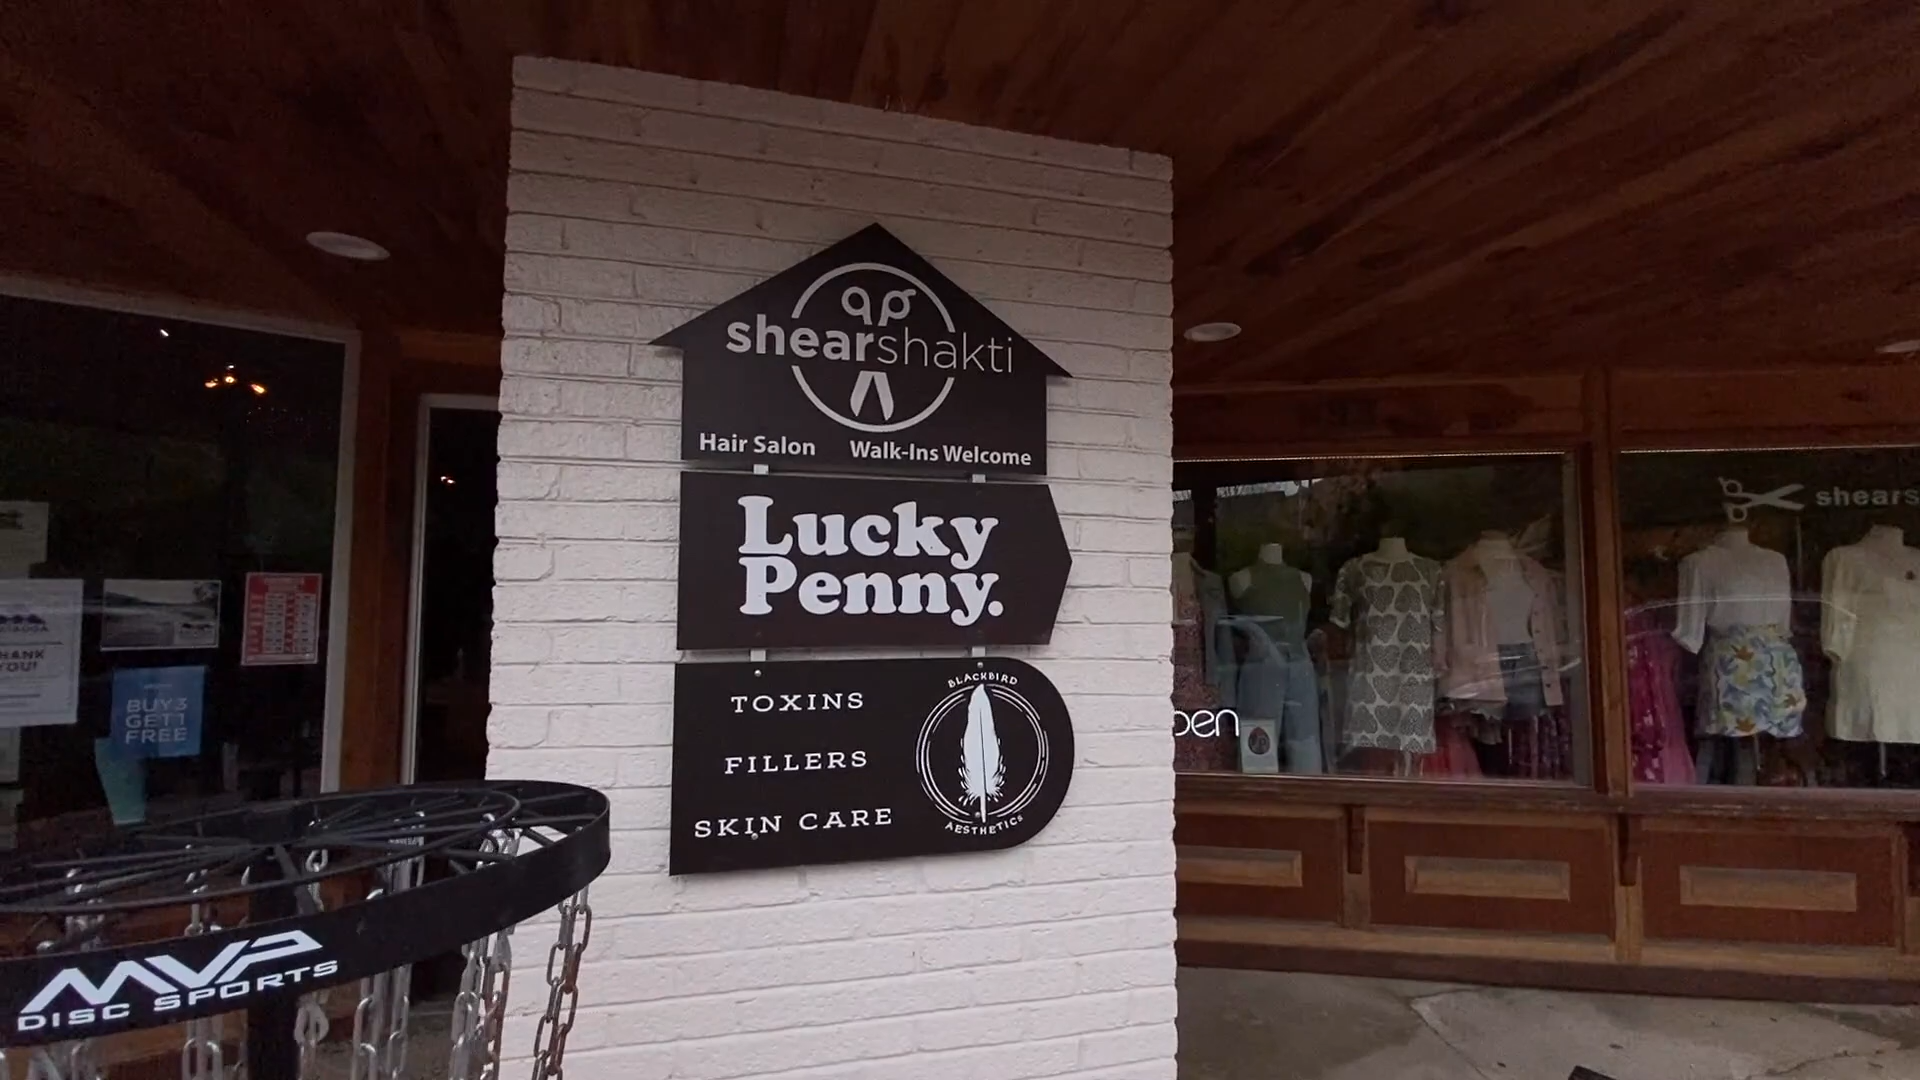 shearshakti
Hair Salon Walk-Ins Welcome
Lucky
Penny.
TOXINS
FILLERS
SKIN CARE
BLACKBIRD
AESTHETICS
BUY 3
GET 1
FREE
HANK
YOU!
pen
shears
MVP
DISC SPORTS